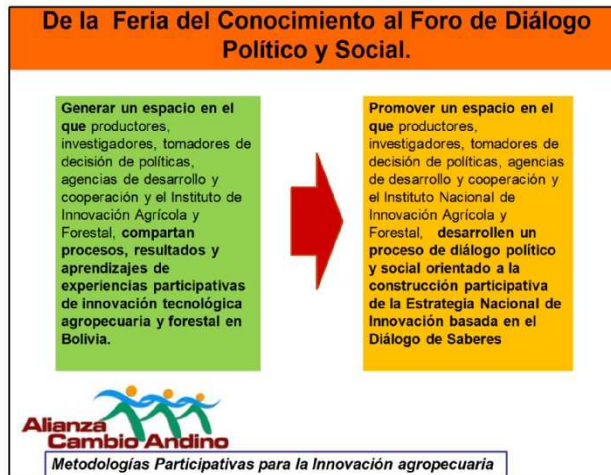 De la Feria del Conocimiento al Foro de Diálogo
Político y Social.
Generar un espacio en el
que productores,
investigadores, tomadores de
decisión de políticas,
agencias de desarrollo y
cooperación y el Instituto de
Innovación Agrícola y
Forestal, compartan
procesos, resultados y
aprendizajes de
experiencias participativas
de innovación tecnológica
agropecuaria y forestal en
Bolivia.
Promover un espacio en el
que productores,
investigadores, tomadores de
decisión de políticas, agencias
de desarrollo y cooperación y
el Instituto Nacional de
Innovación Agrícola y
Forestal, desarrollen un
proceso de diálogo político
y social orientado a la
construcción participativa
de la Estrategia Nacional de
Innovación basada en el
Diálogo de Saberes
Alianza
Cambio Andino
Metodologías Participativas para la Innovación agropecuaria